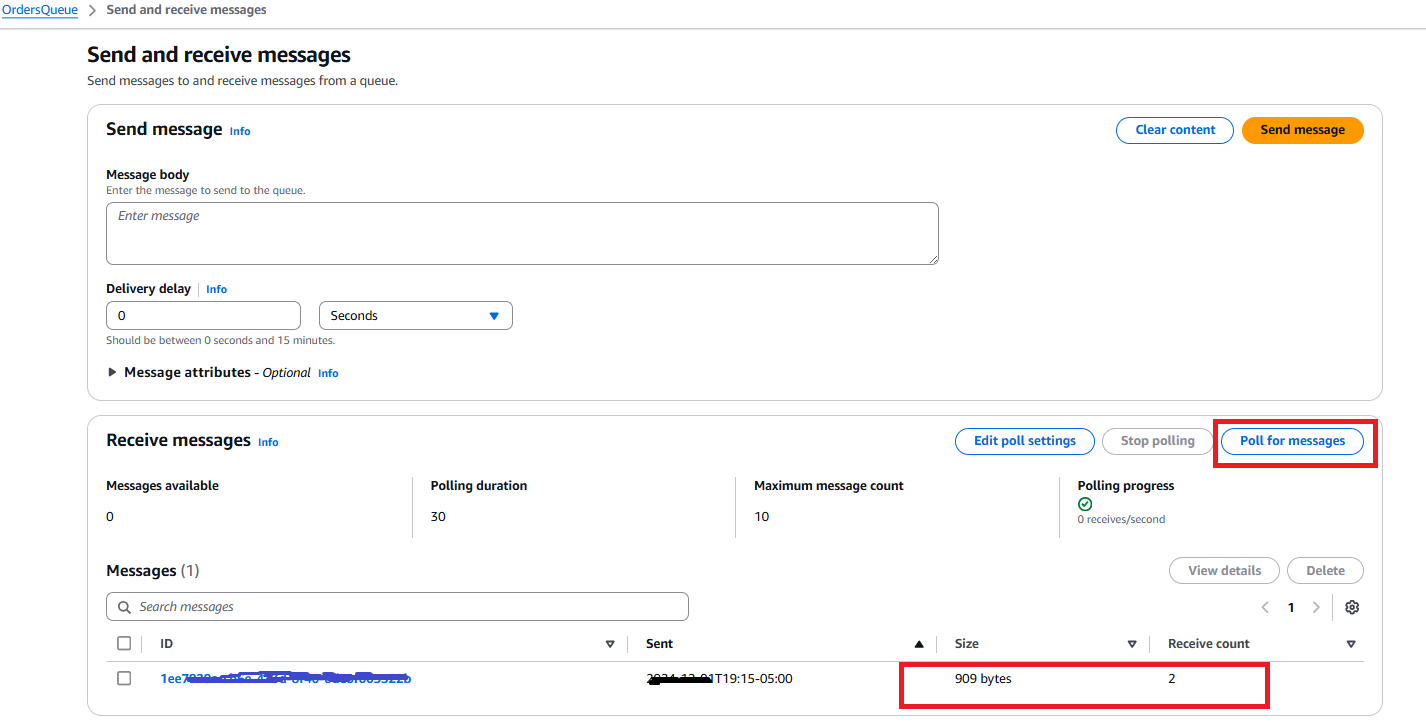 OrdersQueue > Send and receive messages
Send and receive messages
Send messages to and receive messages from a queue.
Send message Info
Clear content
Send message
Message body
Enter the message to send to the queue.
Enter message
Delivery delay Info
0
Seconds
Should be between 0 seconds and 15 minutes.
Message attributes - Optional Info
Receive messages Info
Edit poll settings
Stop polling
Poll for messages
Messages available
Polling duration
Maximum message count
Polling progress
0
30
10
0 receives/second
Messages (1)
View details
Delete
Search messages
1
ID
Sent
Size
Receive count
1T19:15-05:00
909 bytes
2